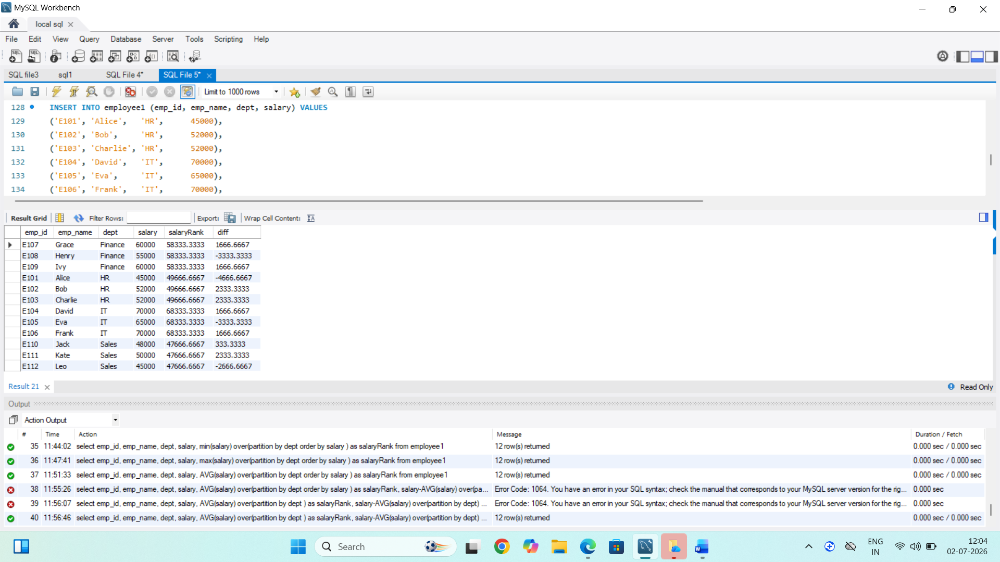 MySQL Workbench
local sql
File Edit View Query Database Server Tools Scripting Help
SQL file3 sql1 SQL File 4* SQL File 5*
Limit to 1000 rows
128 INSERT INTO employee1 (emp_id, emp_name, dept, salary) VALUES
129 ('E101', 'Alice', 'HR', 45000),
130 ('E102', 'Bob', 'HR', 52000),
131 ('E103', 'Charlie', 'HR', 52000),
132 ('E104', 'David', 'IT', 70000),
133 ('E105', 'Eva', 'IT', 65000),
134 ('E106', 'Frank', 'IT', 70000),
Result Grid Filter Rows: Export: Wrap Cell Content:
emp_id emp_name dept salary salaryRank diff
E107 Grace Finance 60000 58333.3333 1666.6667
E108 Henry Finance 55000 58333.3333 -3333.3333
E109 Ivy Finance 60000 58333.3333 1666.6667
E101 Alice HR 45000 49666.6667 -4666.6667
E102 Bob HR 52000 49666.6667 2333.3333
E103 Charlie HR 52000 49666.6667 2333.3333
E104 David IT 70000 68333.3333 1666.6667
E105 Eva IT 65000 68333.3333 -3333.3333
E106 Frank IT 70000 68333.3333 1666.6667
E110 Jack Sales 48000 47666.6667 333.3333
E111 Kate Sales 50000 47666.6667 2333.3333
E112 Leo Sales 45000 47666.6667 -2666.6667
Result 21 Read Only
Output
Action Output
# Time Action Message Duration / Fetch
35 11:44:02 select emp_id, emp_name, dept, salary, min(salary) over(partition by dept order by salary ) as salaryRank from employee1 12 row(s) returned 0.000 sec / 0.000 sec
36 11:47:41 select emp_id, emp_name, dept, salary, max(salary) over(partition by dept order by salary ) as salaryRank from employee1 12 row(s) returned 0.000 sec / 0.000 sec
37 11:51:33 select emp_id, emp_name, dept, salary, AVG(salary) over(partition by dept order by salary ) as salaryRank from employee1 12 row(s) returned 0.000 sec / 0.000 sec
38 11:55:26 select emp_id, emp_name, dept, salary, AVG(salary) over(partition by dept order by salary ) as salaryRank, salary-AVG(salary) over(pa... Error Code: 1064. You have an error in your SQL syntax; check the manual that corresponds to your MySQL server version for the rig... 0.000 sec
39 11:56:07 select emp_id, emp_name, dept, salary, AVG(salary) over(partition by dept ) as salaryRank, salary-AVG(salary) over(partition by dept) ... Error Code: 1064. You have an error in your SQL syntax; check the manual that corresponds to your MySQL server version for the rig... 0.000 sec
40 11:56:46 select emp_id, emp_name, dept, salary, AVG(salary) over(partition by dept ) as salaryRank, salary-AVG(salary) over(partition by dept) ... 12 row(s) returned 0.000 sec / 0.000 sec
Search
ENG
IN
12:04
02-07-2026